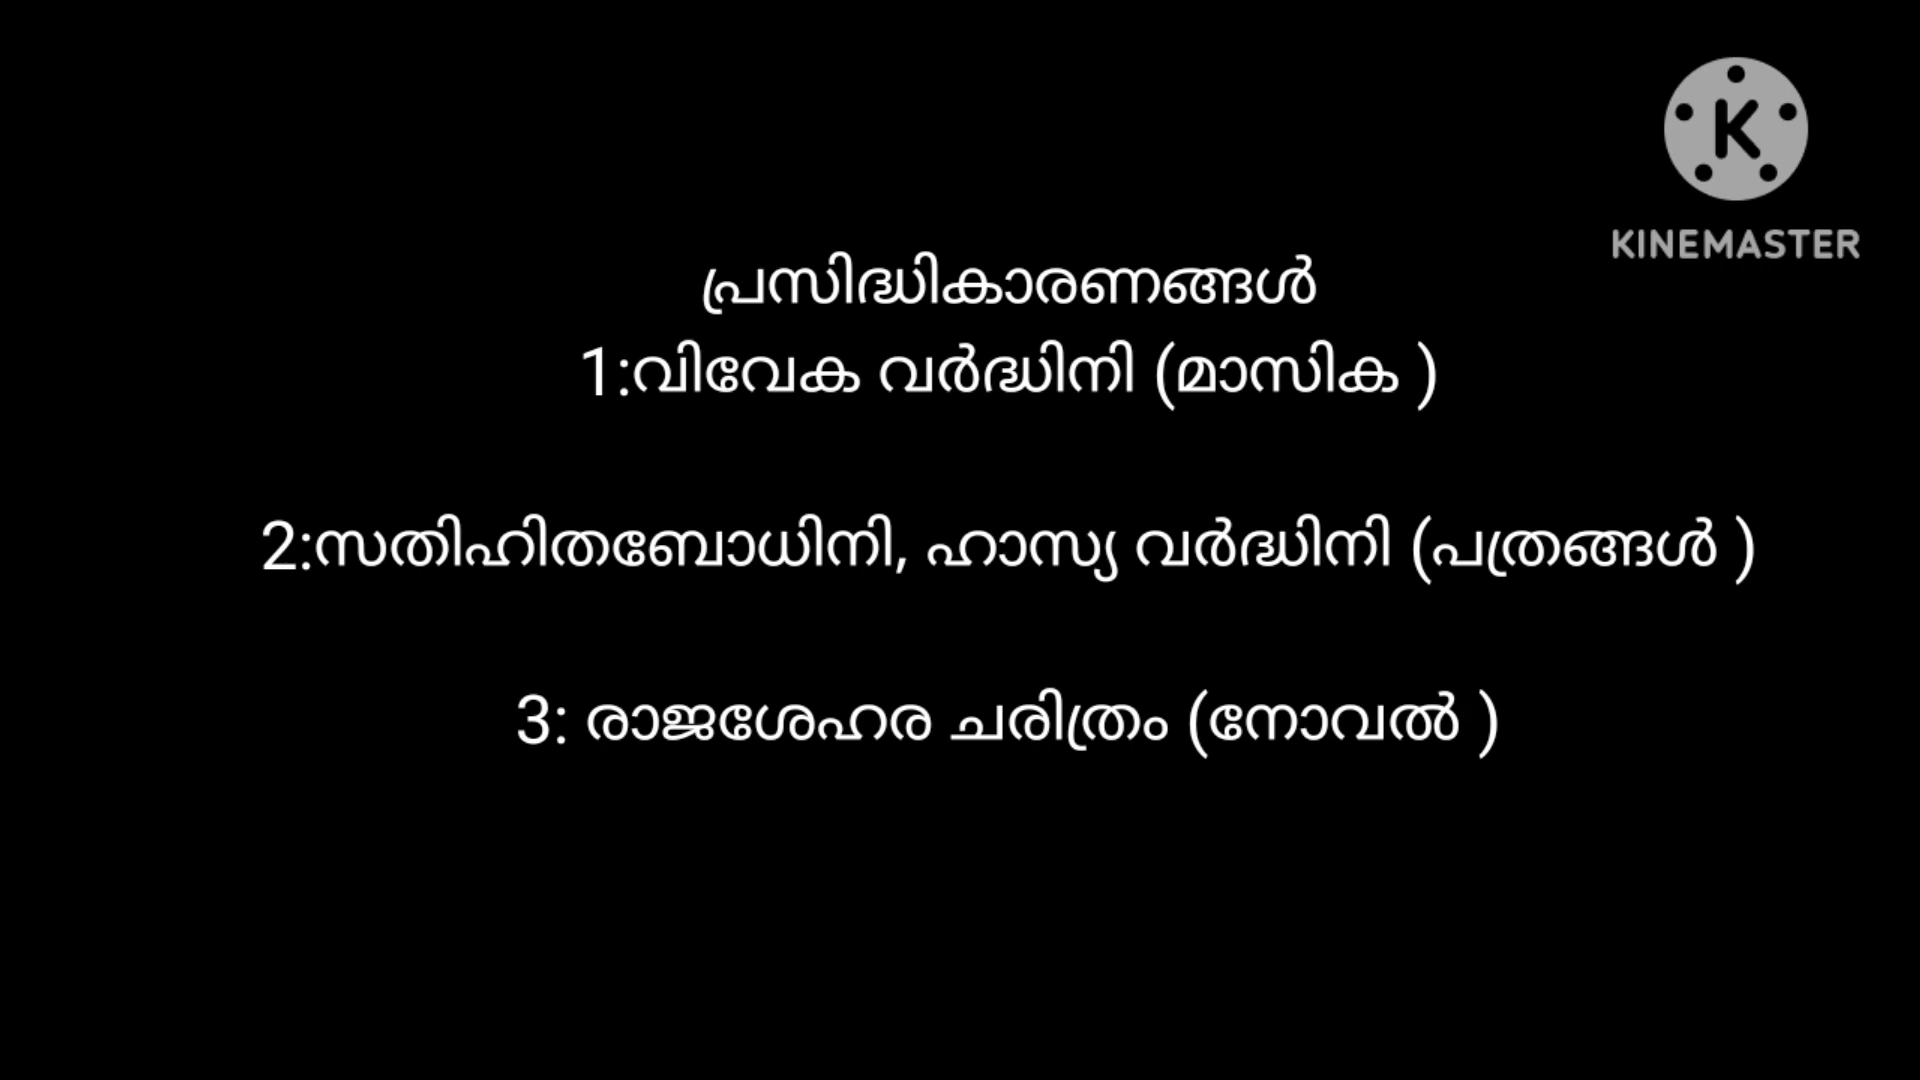 KINEMASTER
പ്രസിദ്ധികാരണങ്ങൾ
1:വിവേക വർദ്ധിനി (മാസിക )
2:സതിഹിതബോധിനി, ഹാസ്യ വർദ്ധിനി (പത്രങ്ങൾ )
3: രാജശേഹര ചരിത്രം (നോവൽ )